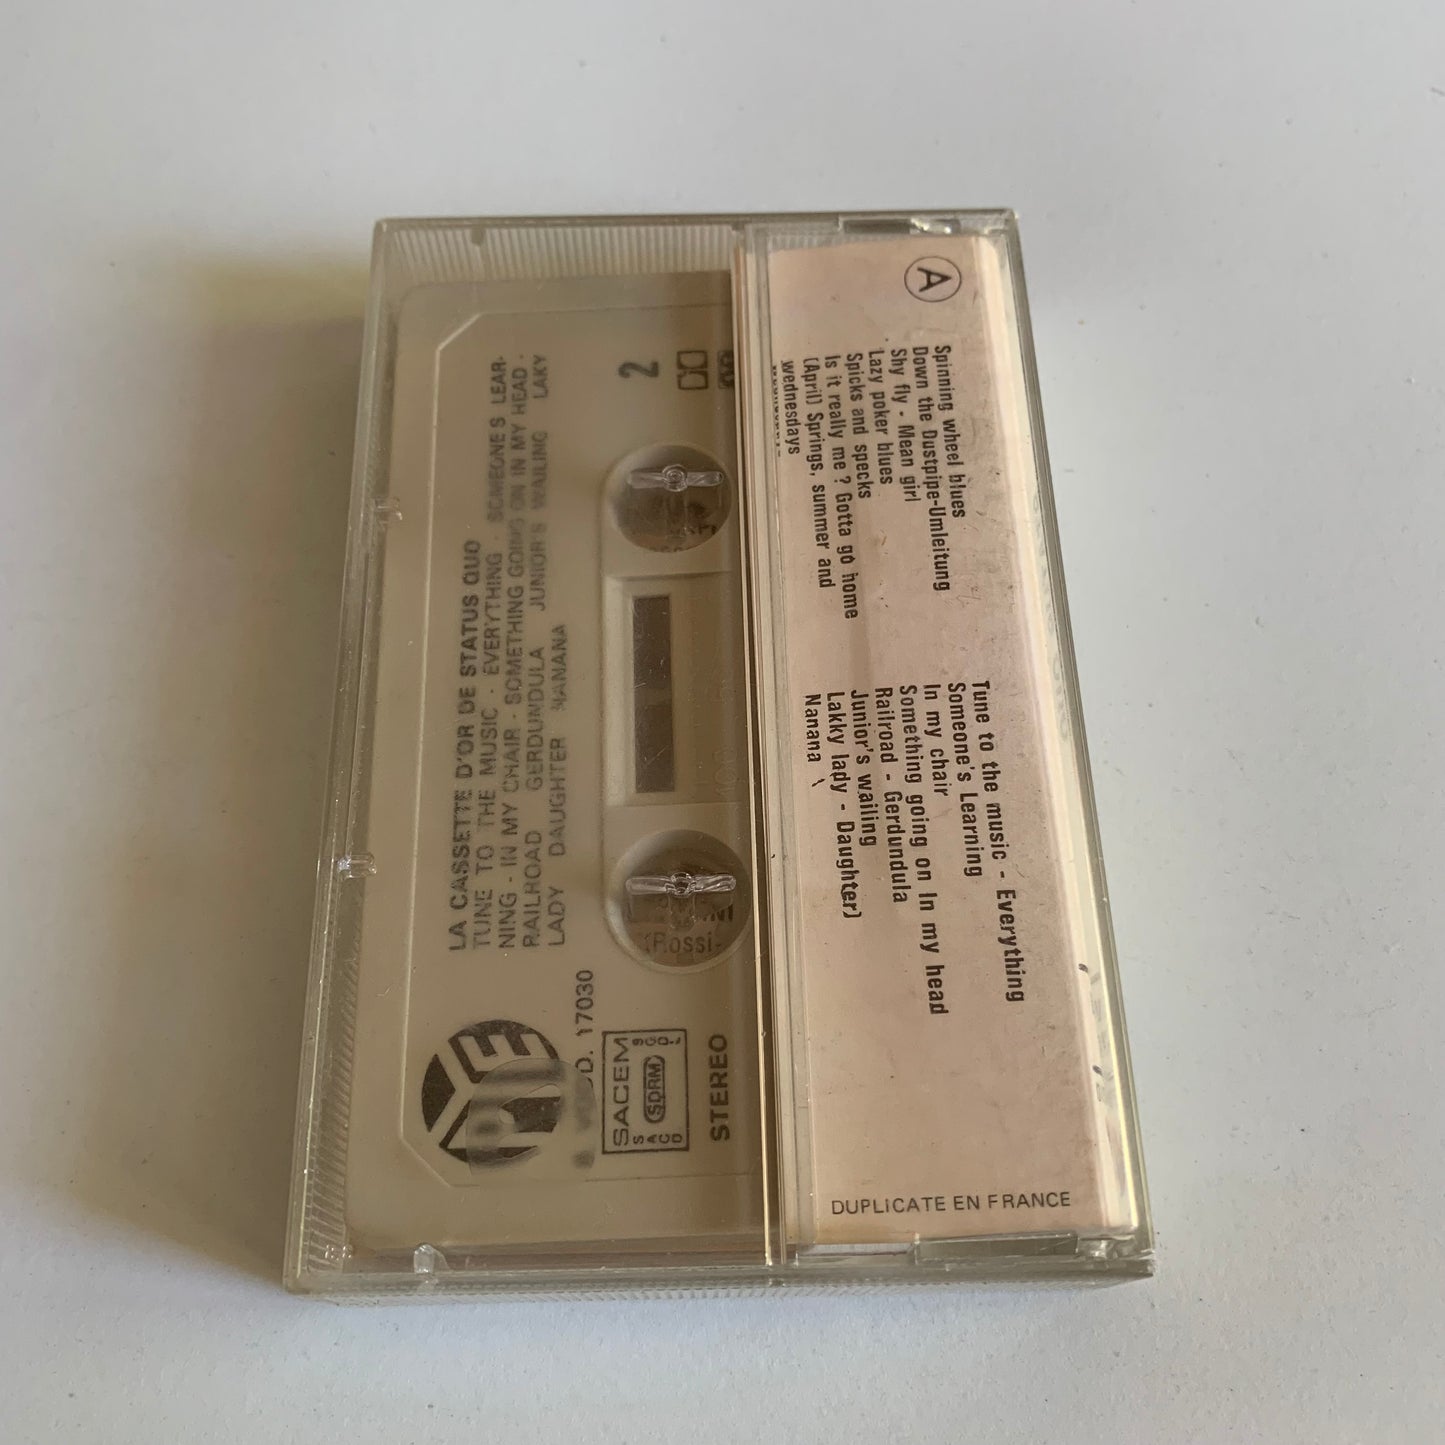 LA CASSETTE D'OR DE STATUS QUO
TUNE TO THE MUSIC - EVERYTHING - SOMEONE'S LEAR-
NING - IN MY CHAIR - SOMETHING GOING ON IN MY HEAD -
RAILROAD GERDUNDULA JUNIOR'S WAILING LAKY
LADY DAUGHTER NANANA
PYE
17030
2
SACEM
SACD
SDRM
STEREO
(Rossi-
A
Spinning wheel blues
Down the Dustpipe-Umleitung
Shy fly - Mean girl
Lazy poker blues
Spicks and specks
Is it really me ? Gotta go home
(April) Springs, summer and
wednesdays
Tune to the music - Everything
Someone's Learning
In my chair
Something going on In my head
Railroad - Gerdundula
Junior's wailing
Lakky lady - Daughter)
Nanana
DUPLICATE EN FRANCE